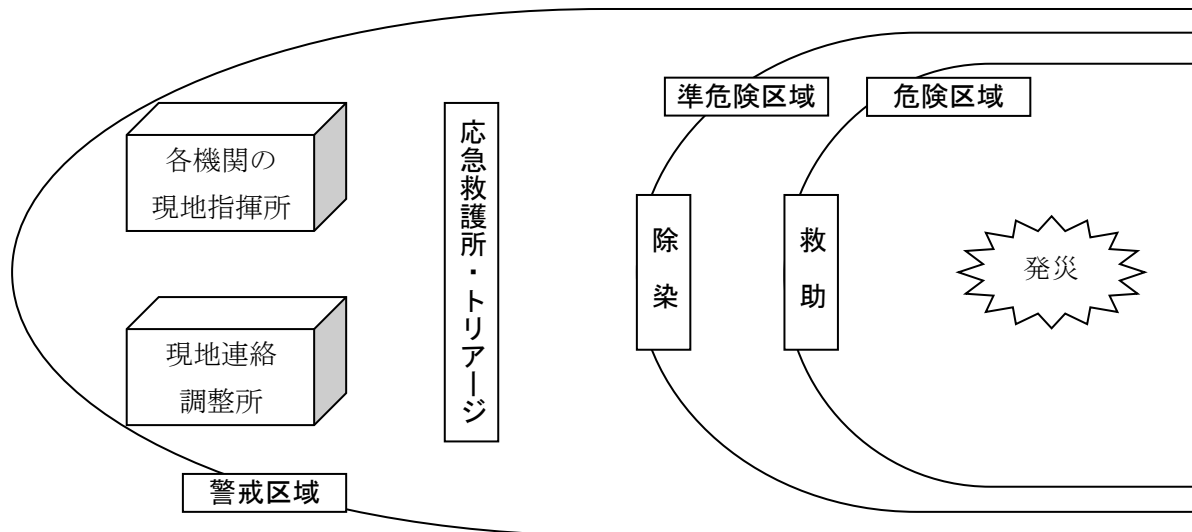 準危険区域
危険区域
各機関の
現地指揮所
応急救護所・トリアージ
除染
救助
発災
現地連絡
調整所
警戒区域